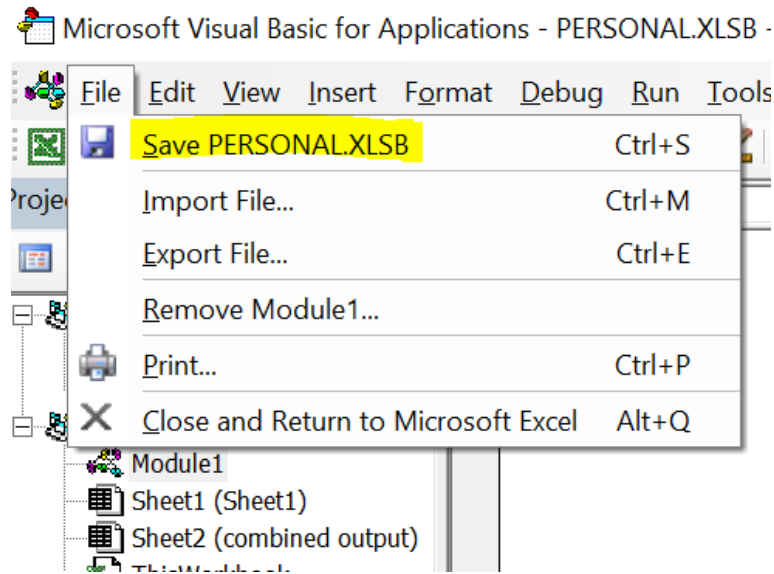 Microsoft Visual Basic for Applications - PERSONAL.XLSB -
File Edit View Insert Format Debug Run Tools
Save PERSONAL.XLSB Ctrl+S
Proje
Import File... Ctrl+M
Export File... Ctrl+E
Remove Module1...
Print... Ctrl+P
Close and Return to Microsoft Excel Alt+Q
Module1
Sheet1 (Sheet1)
Sheet2 (combined output)
ThisWorkbook